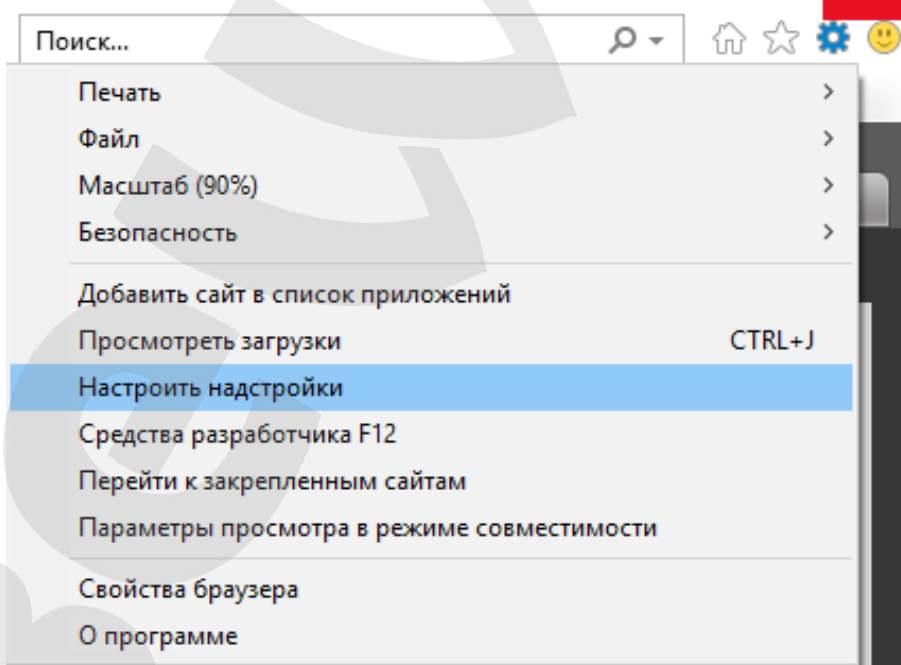 Поиск...
Печать
Файл
Масштаб (90%)
Безопасность
Добавить сайт в список приложений
Просмотреть загрузки CTRL+J
Настроить надстройки
Средства разработчика F12
Перейти к закрепленным сайтам
Параметры просмотра в режиме совместимости
Свойства браузера
О программе